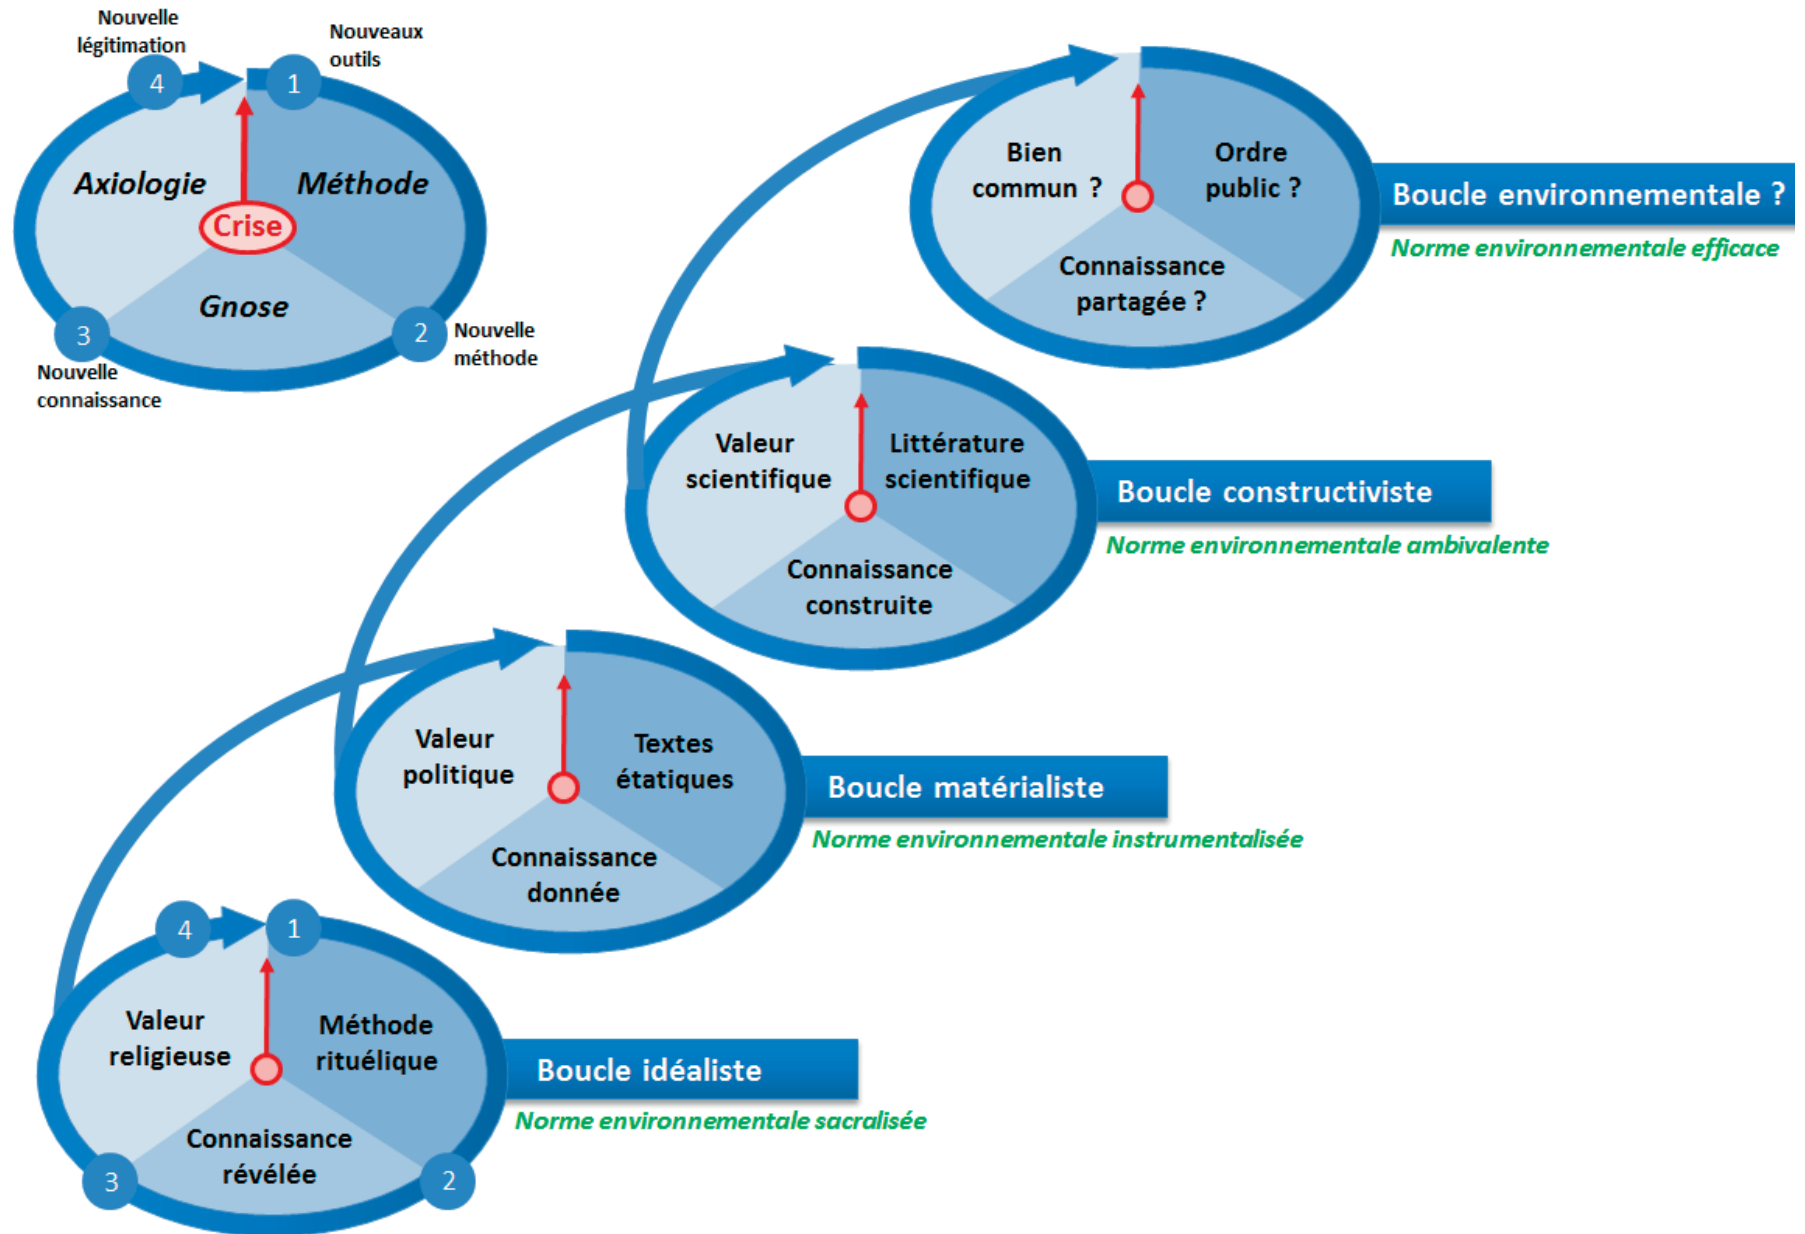 Nouvelle
légitimation
Nouveaux
outils
4
1
Axiologie
Méthode
Crise
Gnose
3
2
Nouvelle
méthode
Nouvelle
connaissance
Bien
commun ?
Ordre
public ?
Connaissance
partagée ?
Boucle environnementale ?
Norme environnementale efficace
Valeur
scientifique
Littérature
scientifique
Connaissance
construite
Boucle constructiviste
Norme environnementale ambivalente
Valeur
politique
Textes
étatiques
Connaissance
donnée
Boucle matérialiste
Norme environnementale instrumentalisée
4
1
Valeur
religieuse
Méthode
rituélique
Connaissance
révélée
3
2
Boucle idéaliste
Norme environnementale sacralisée